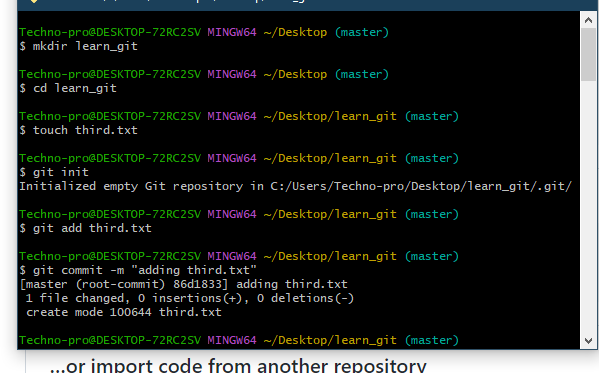 Techno-pro@DESKTOP-72RC2SV MINGW64 ~/Desktop (master)
$ mkdir learn_git
Techno-pro@DESKTOP-72RC2SV MINGW64 ~/Desktop (master)
$ cd learn_git
Techno-pro@DESKTOP-72RC2SV MINGW64 ~/Desktop/learn_git (master)
$ touch third.txt
Techno-pro@DESKTOP-72RC2SV MINGW64 ~/Desktop/learn_git (master)
$ git init
Initialized empty Git repository in C:/Users/Techno-pro/Desktop/learn_git/.git/
Techno-pro@DESKTOP-72RC2SV MINGW64 ~/Desktop/learn_git (master)
$ git add third.txt
Techno-pro@DESKTOP-72RC2SV MINGW64 ~/Desktop/learn_git (master)
$ git commit -m "adding third.txt"
[master (root-commit) 86d1833] adding third.txt
1 file changed, 0 insertions(+), 0 deletions(-)
create mode 100644 third.txt
Techno-pro@DESKTOP-72RC2SV MINGW64 ~/Desktop/learn_git (master)
...or import code from another repository